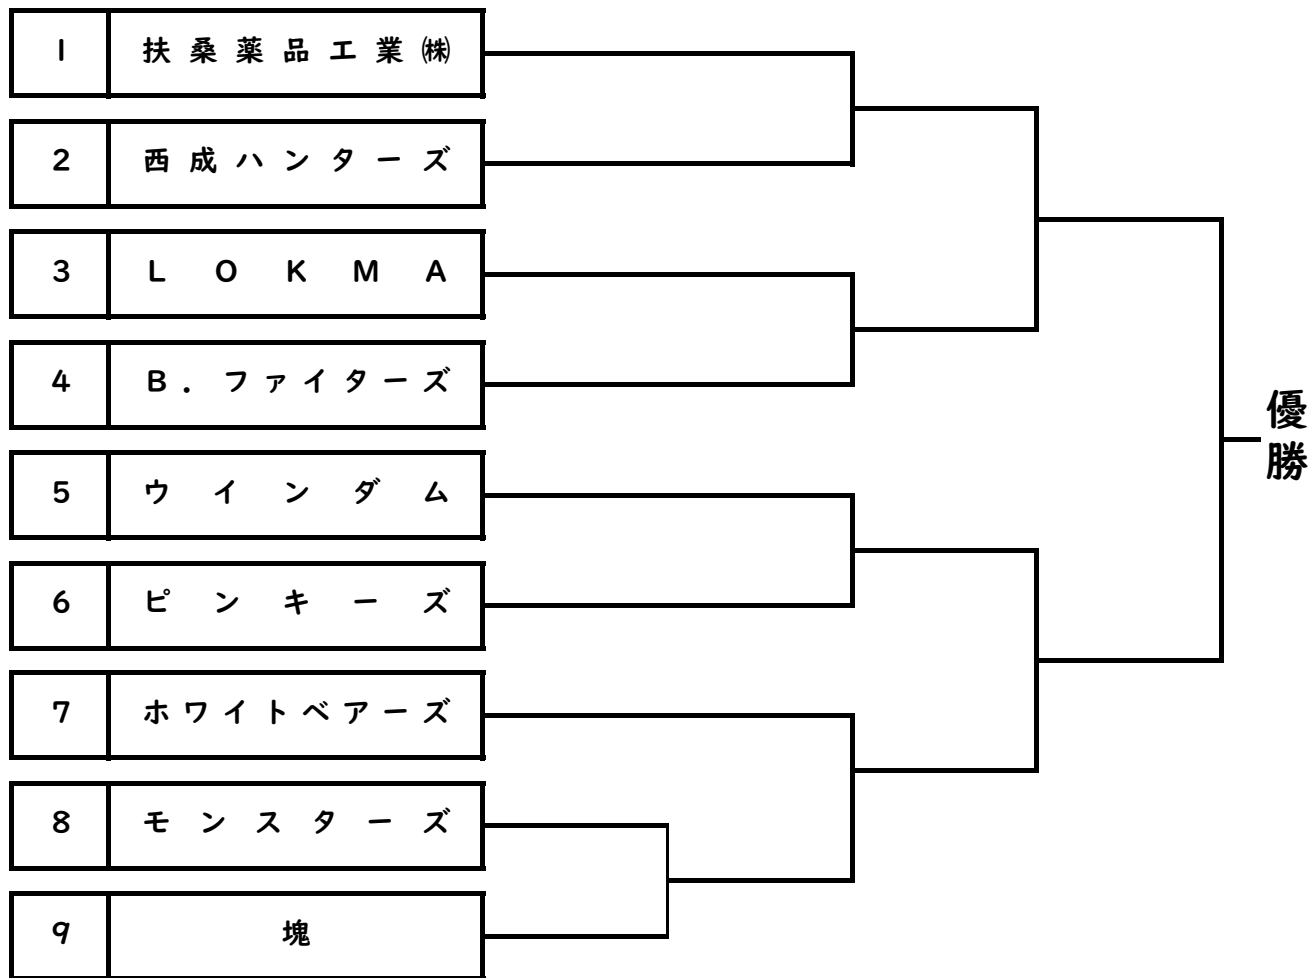 1 扶桑薬品工業㈱
2 西成ハンターズ
3 LOKMA
4 B.ファイターズ
5 ウインダム
6 ピンキーズ
7 ホワイトベアーズ
8 モンスターズ
9 塊
優勝